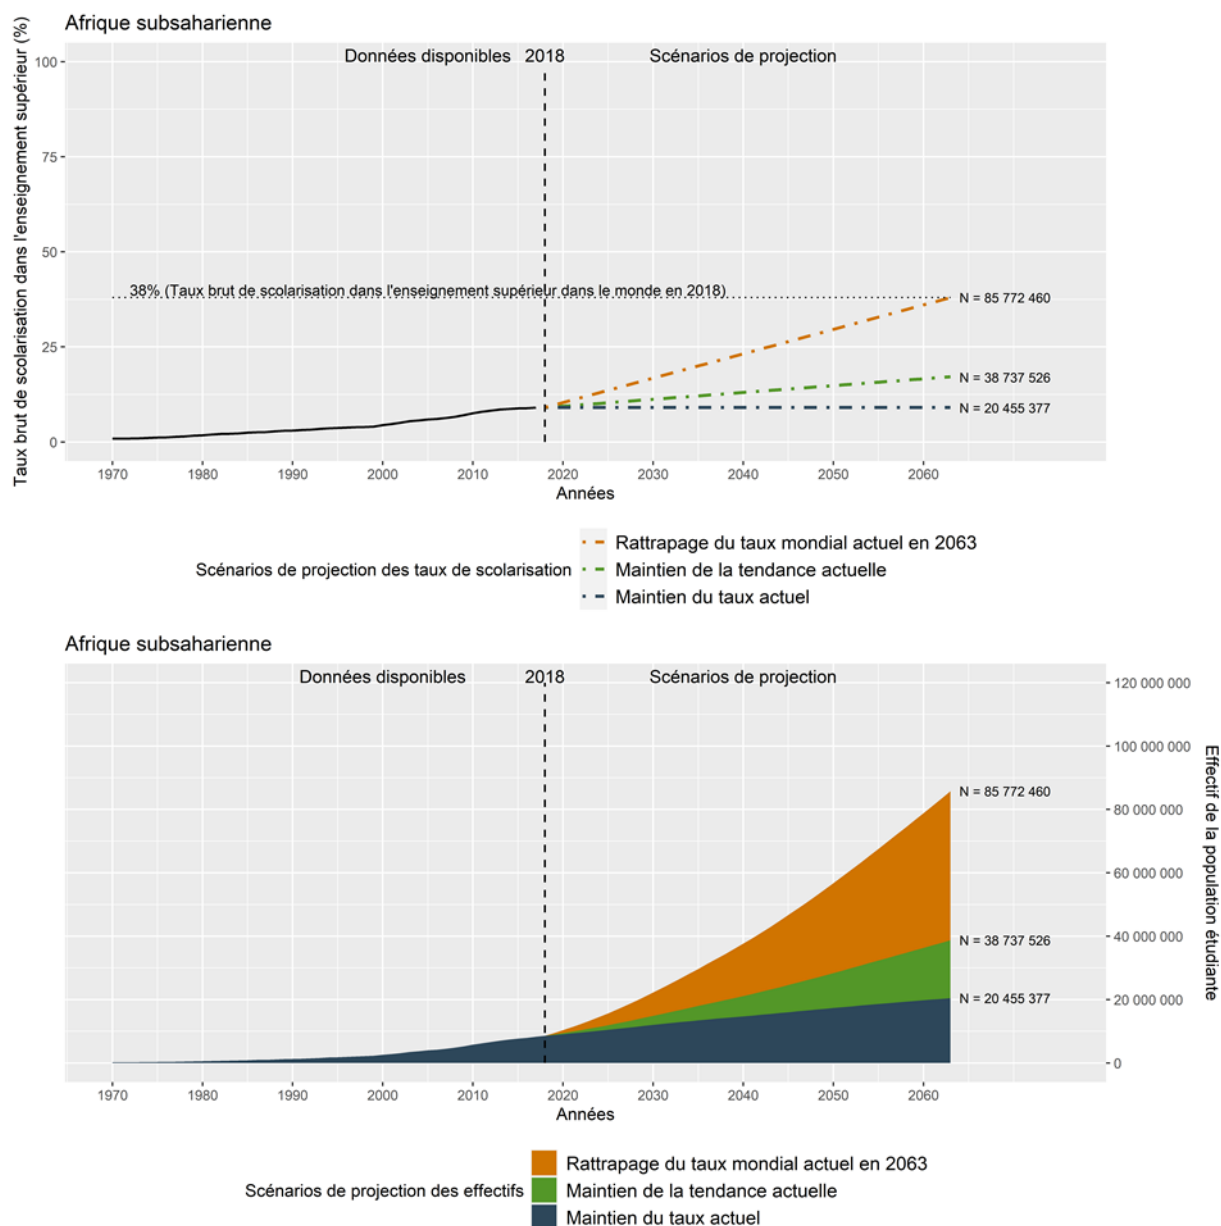 Afrique subsaharienne
Taux brut de scolarisation dans l'enseignement supérieur (%)
Données disponibles 2018 Scénarios de projection
100
75
50
38% (Taux brut de scolarisation dans l'enseignement supérieur dans le monde en 2018)
N = 85 772 460
25
N = 38 737 526
N = 20 455 377
0
1970 1980 1990 2000 2010 2020 2030 2040 2050 2060
Années
Scénarios de projection des taux de scolarisation
Rattrapage du taux mondial actuel en 2063
Maintien de la tendance actuelle
Maintien du taux actuel
Afrique subsaharienne
Données disponibles 2018 Scénarios de projection
120 000 000
100 000 000
N = 85 772 460
80 000 000
60 000 000
40 000 000
N = 38 737 526
20 000 000
N = 20 455 377
0
Effectif de la population étudiante
1970 1980 1990 2000 2010 2020 2030 2040 2050 2060
Années
Scénarios de projection des effectifs
Rattrapage du taux mondial actuel en 2063
Maintien de la tendance actuelle
Maintien du taux actuel